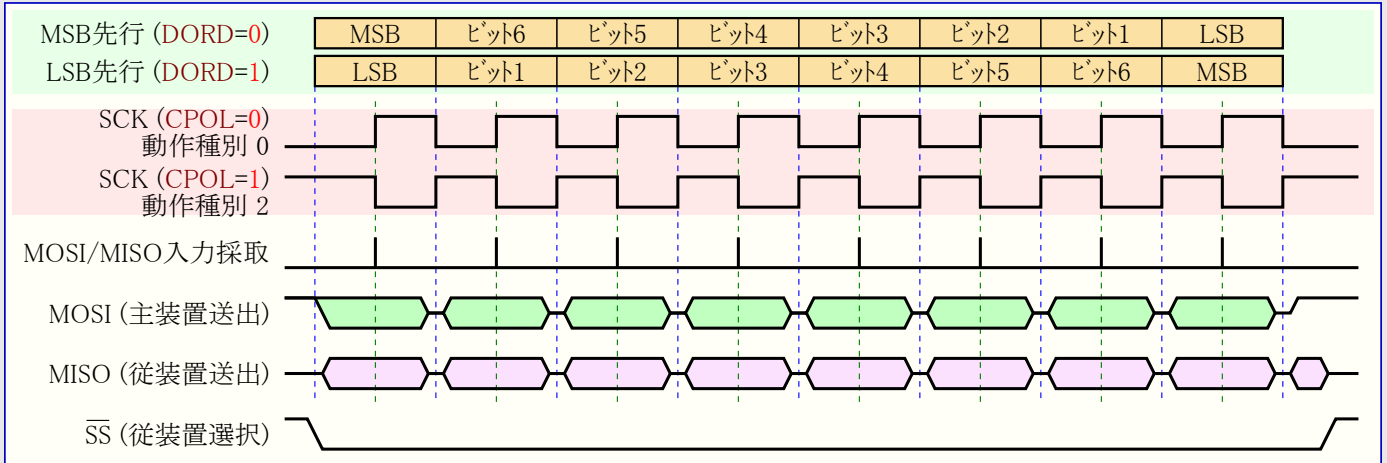 MSB先行 (DORD=0) MSB ﾋﾞｯﾄ6 ﾋﾞｯﾄ5 ﾋﾞｯﾄ4 ﾋﾞｯﾄ3 ﾋﾞｯﾄ2 ﾋﾞｯﾄ1 LSB
LSB先行 (DORD=1) LSB ﾋﾞｯﾄ1 ﾋﾞｯﾄ2 ﾋﾞｯﾄ3 ﾋﾞｯﾄ4 ﾋﾞｯﾄ5 ﾋﾞｯﾄ6 MSB
SCK (CPOL=0)
動作種別 0
SCK (CPOL=1)
動作種別 2
MOSI/MISO入力採取
MOSI (主装置送出)
MISO (従装置送出)
S̅S̅ (従装置選択)